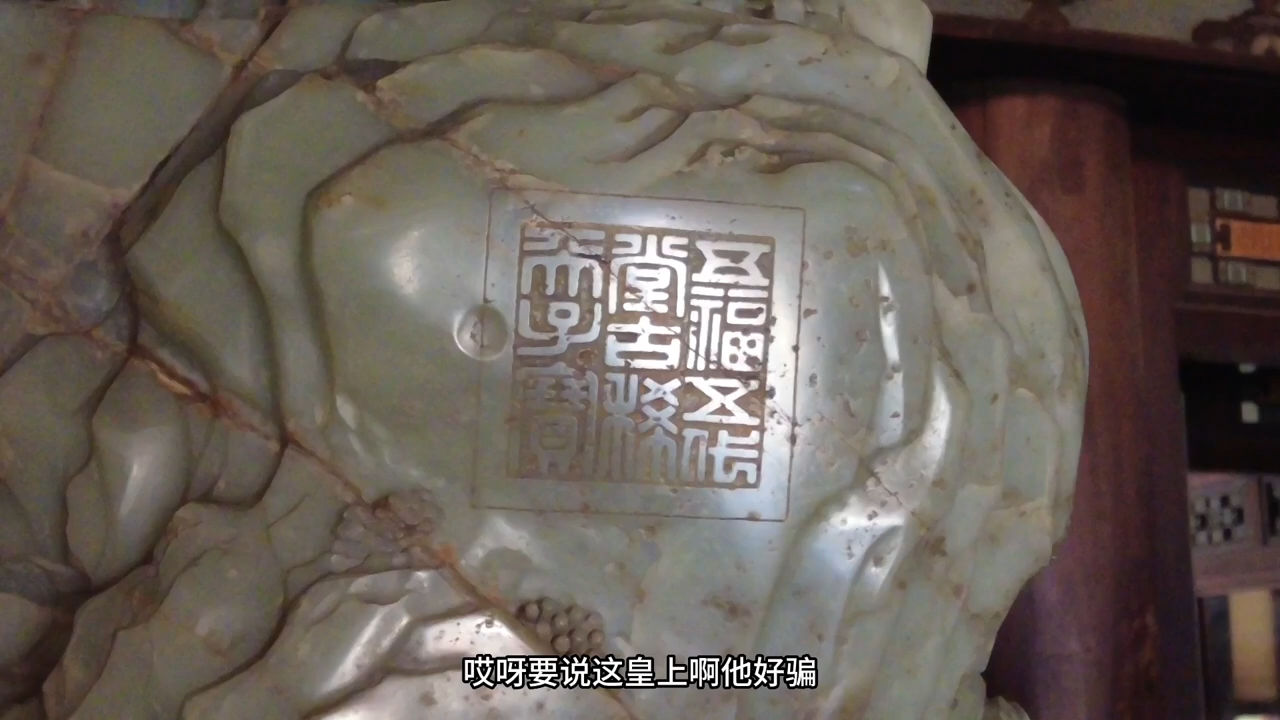 五福五代
堂古稀
天子寶
哎呀要说这皇上啊他好骗